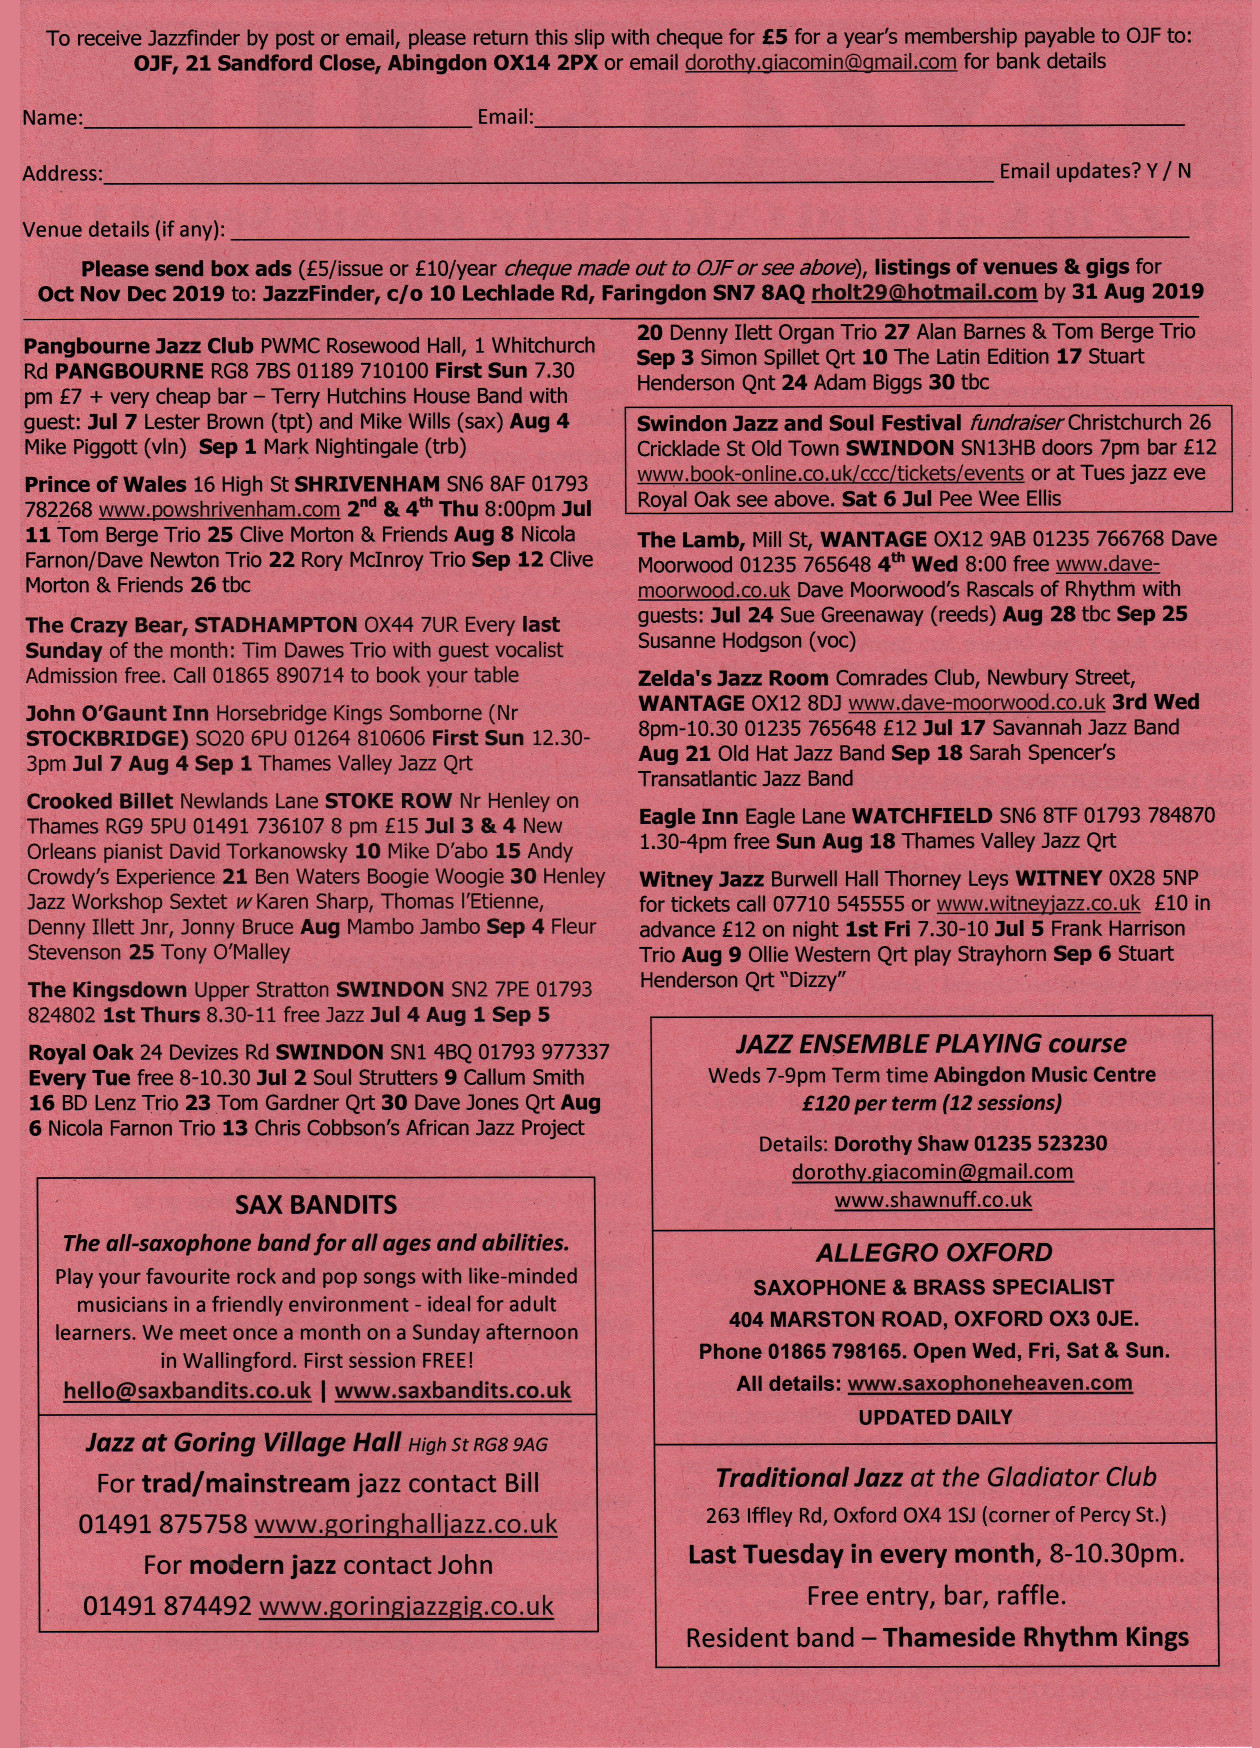 To receive Jazzfinder by post or email, please return this slip with cheque for £5 for a year's membership payable to OJF to:
OJF, 21 Sandford Close, Abingdon OX14 2PX or email dorothy.giacomin@gmail.com for bank details
Name: Email:
Address: Email updates? Y / N
Venue details (if any):
Please send box ads (£5/issue or £10/year cheque made out to OJF or see above), listings of venues & gigs for
Oct Nov Dec 2019 to: JazzFinder, c/o 10 Lechlade Rd, Faringdon SN7 8AQ rholt29@hotmail.com by 31 Aug 2019
Pangbourne Jazz Club PWMC Rosewood Hall, 1 Whitchurch
Rd PANGBOURNE RG8 7BS 01189 710100 First Sun 7.30
pm £7 + very cheap bar – Terry Hutchins House Band with
guest: Jul 7 Lester Brown (tpt) and Mike Wills (sax) Aug 4
Mike Piggott (vln) Sep 1 Mark Nightingale (trb)
Prince of Wales 16 High St SHRIVENHAM SN6 8AF 01793
782268 www.powshrivenham.com 2nd & 4th Thu 8:00pm Jul
11 Tom Berge Trio 25 Clive Morton & Friends Aug 8 Nicola
Farnon/Dave Newton Trio 22 Rory McInroy Trio Sep 12 Clive
Morton & Friends 26 tbc
The Crazy Bear, STADHAMPTON OX44 7UR Every last
Sunday of the month: Tim Dawes Trio with guest vocalist
Admission free. Call 01865 890714 to book your table
John O'Gaunt Inn Horsebridge Kings Somborne (Nr
STOCKBRIDGE) SO20 6PU 01264 810606 First Sun 12.30-
3pm Jul 7 Aug 4 Sep 1 Thames Valley Jazz Qrt
Crooked Billet Newlands Lane STOKE ROW Nr Henley on
Thames RG9 5PU 01491 736107 8 pm £15 Jul 3 & 4 New
Orleans pianist David Torkanowsky 10 Mike D'abo 15 Andy
Crowdy's Experience 21 Ben Waters Boogie Woogie 30 Henley
Jazz Workshop Sextet w Karen Sharp, Thomas l'Etienne,
Denny Illett Jnr, Jonny Bruce Aug Mambo Jambo Sep 4 Fleur
Stevenson 25 Tony O'Malley
The Kingsdown Upper Stratton SWINDON SN2 7PE 01793
824802 1st Thurs 8.30-11 free Jazz Jul 4 Aug 1 Sep 5
Royal Oak 24 Devizes Rd SWINDON SN1 4BQ 01793 977337
Every Tue free 8-10.30 Jul 2 Soul Strutters 9 Callum Smith
16 BD Lenz Trio 23 Tom Gardner Qrt 30 Dave Jones Qrt Aug
6 Nicola Farnon Trio 13 Chris Cobbson's African Jazz Project
SAX BANDITS
The all-saxophone band for all ages and abilities.
Play your favourite rock and pop songs with like-minded
musicians in a friendly environment - ideal for adult
learners. We meet once a month on a Sunday afternoon
in Wallingford. First session FREE!
hello@saxbandits.co.uk | www.saxbandits.co.uk
Jazz at Goring Village Hall High St RG8 9AG
For trad/mainstream jazz contact Bill
01491 875758 www.goringhalljazz.co.uk
For modern jazz contact John
01491 874492 www.goringjazzgig.co.uk
20 Denny Ilett Organ Trio 27 Alan Barnes & Tom Berge Trio
Sep 3 Simon Spillet Qrt 10 The Latin Edition 17 Stuart
Henderson Qnt 24 Adam Biggs 30 tbc
Swindon Jazz and Soul Festival fundraiser Christchurch 26
Cricklade St Old Town SWINDON SN13HB doors 7pm bar £12
www.book-online.co.uk/ccc/tickets/events or at Tues jazz eve
Royal Oak see above. Sat 6 Jul Pee Wee Ellis
The Lamb, Mill St, WANTAGE OX12 9AB 01235 766768 Dave
Moorwood 01235 765648 4th Wed 8:00 free www.dave-
moorwood.co.uk Dave Moorwood's Rascals of Rhythm with
guests: Jul 24 Sue Greenaway (reeds) Aug 28 tbc Sep 25
Susanne Hodgson (voc)
Zelda's Jazz Room Comrades Club, Newbury Street,
WANTAGE OX12 8DJ www.dave-moorwood.co.uk 3rd Wed
8pm-10.30 01235 765648 £12 Jul 17 Savannah Jazz Band
Aug 21 Old Hat Jazz Band Sep 18 Sarah Spencer's
Transatlantic Jazz Band
Eagle Inn Eagle Lane WATCHFIELD SN6 8TF 01793 784870
1.30-4pm free Sun Aug 18 Thames Valley Jazz Qrt
Witney Jazz Burwell Hall Thorney Leys WITNEY 0X28 5NP
for tickets call 07710 545555 or www.witneyjazz.co.uk £10 in
advance £12 on night 1st Fri 7.30-10 Jul 5 Frank Harrison
Trio Aug 9 Ollie Western Qrt play Strayhorn Sep 6 Stuart
Henderson Qrt "Dizzy"
JAZZ ENSEMBLE PLAYING course
Weds 7-9pm Term time Abingdon Music Centre
£120 per term (12 sessions)
Details: Dorothy Shaw 01235 523230
dorothy.giacomin@gmail.com
www.shawnuff.co.uk
ALLEGRO OXFORD
SAXOPHONE & BRASS SPECIALIST
404 MARSTON ROAD, OXFORD OX3 0JE.
Phone 01865 798165. Open Wed, Fri, Sat & Sun.
All details: www.saxophoneheaven.com
UPDATED DAILY
Traditional Jazz at the Gladiator Club
263 Iffley Rd, Oxford OX4 1SJ (corner of Percy St.)
Last Tuesday in every month, 8-10.30pm.
Free entry, bar, raffle.
Resident band – Thameside Rhythm Kings